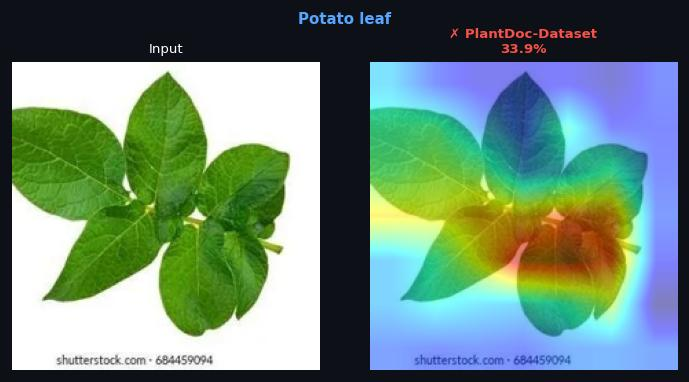 Potato leaf
Input
✗ PlantDoc-Dataset
33.9%
shutterstock.com · 684459094
shutterstock.com · 684459094